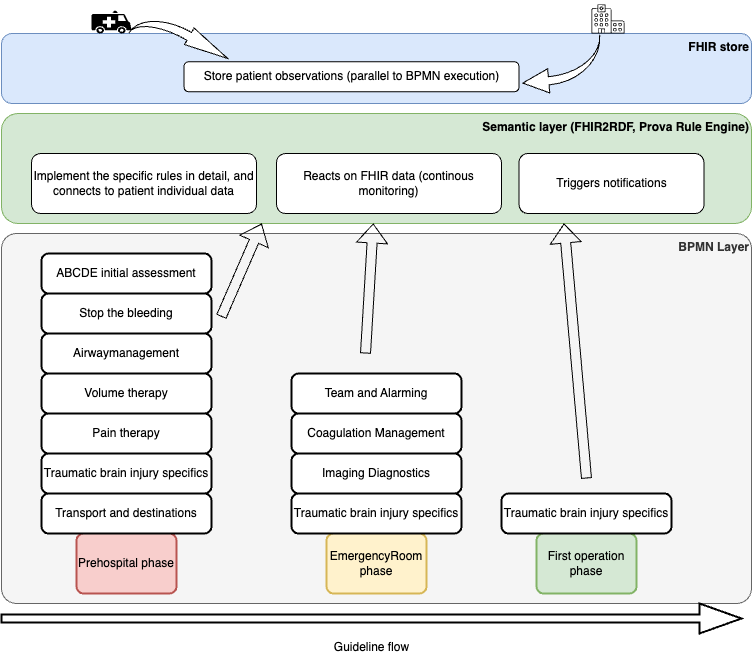 FHIR store
Store patient observations (parallel to BPMN execution)
Semantic layer (FHIR2RDF, Prova Rule Engine)
Implement the specific rules in detail, and
connects to patient individual data
Reacts on FHIR data (continous
monitoring)
Triggers notifications
BPMN Layer
ABCDE initial assessment
Stop the bleeding
Airwaymanagement
Volume therapy
Pain therapy
Traumatic brain injury specifics
Transport and destinations
Prehospital phase
Team and Alarming
Coagulation Management
Imaging Diagnostics
Traumatic brain injury specifics
EmergencyRoom
phase
Traumatic brain injury specifics
First operation
phase
Guideline flow